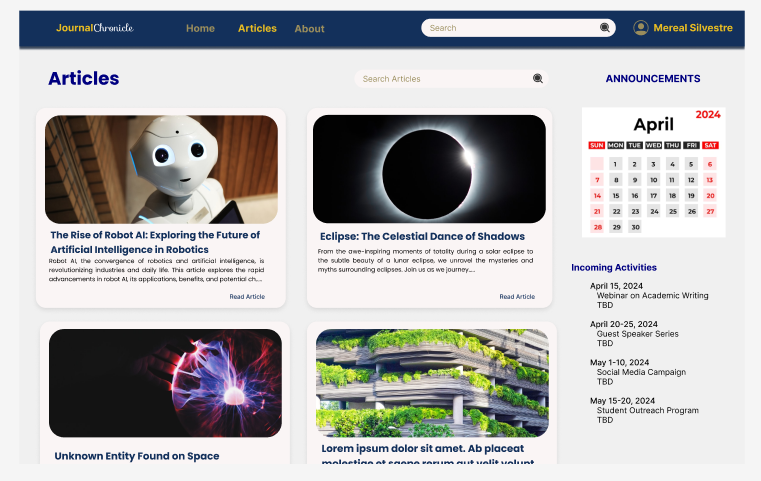 JournalChronicle
Home
Articles
About
Search
Mereal Silvestre
Articles
Search Articles
The Rise of Robot AI: Exploring the Future of
Artificial Intelligence in Robotics
Robot AI, the convergence of robotics and artificial intelligence, is
revolutionizing industries and daily life. This article explores the rapid
advancements in robot AI, its applications, benefits, and potential ch,...
Read Article
Eclipse: The Celestial Dance of Shadows
From the awe-inspiring moments of totality during a solar eclipse to
the subtle beauty of a lunar eclipse, we unravel the mysteries and
myths surrounding eclipses. Join us as we journey....
Read Article
Unknown Entity Found on Space
Lorem ipsum dolor sit amet. Ab placeat
molestiae et saepe rerum aut velit volupt
ANNOUNCEMENTS
2024
April
SUN MON TUE WED THU FRI SAT
1 2 3 4 5 6
7 8 9 10 11 12 13
14 15 16 17 18 19 20
21 22 23 24 25 26 27
28 29 30
Incoming Activities
April 15, 2024
Webinar on Academic Writing
TBD
April 20-25, 2024
Guest Speaker Series
TBD
May 1-10, 2024
Social Media Campaign
TBD
May 15-20, 2024
Student Outreach Program
TBD